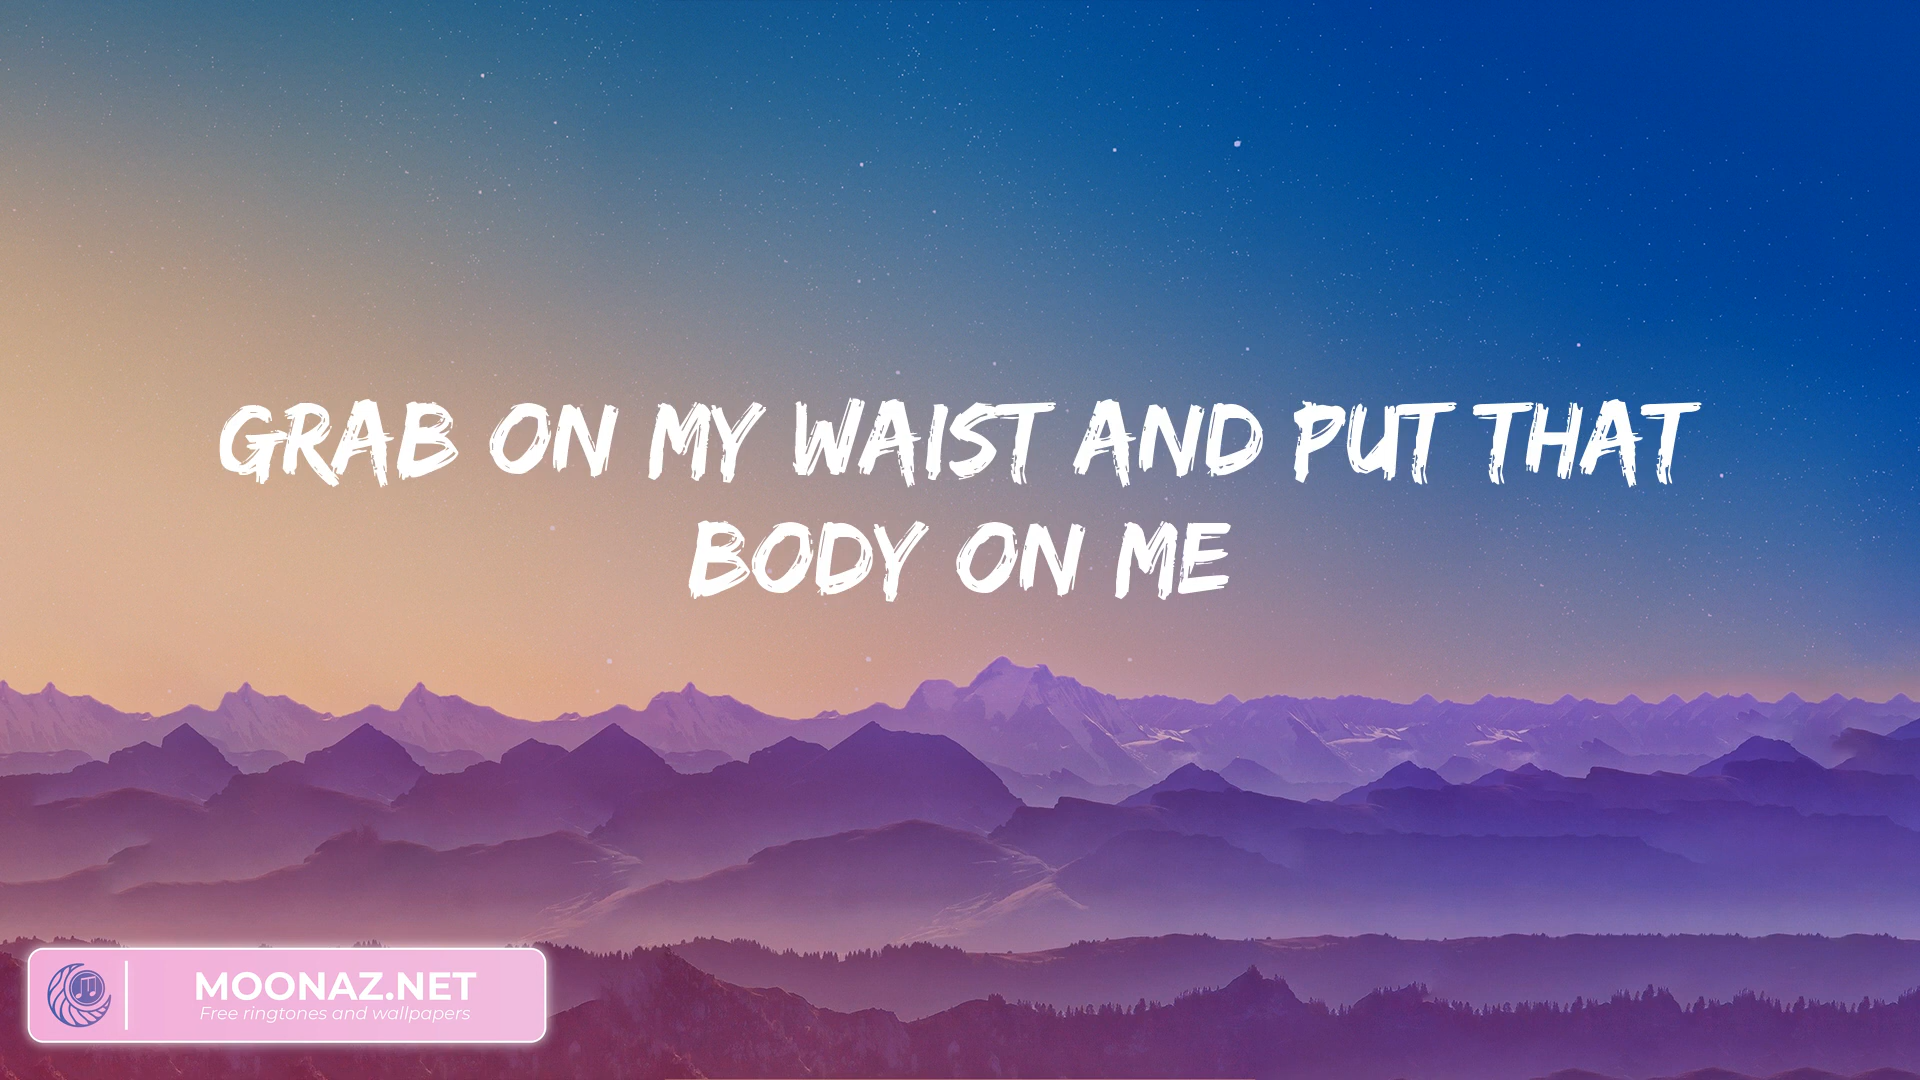 GRAB ON MY WAIST AND PUT THAT
BODY ON ME
MOONAZ.NET
Free ringtones and wallpapers